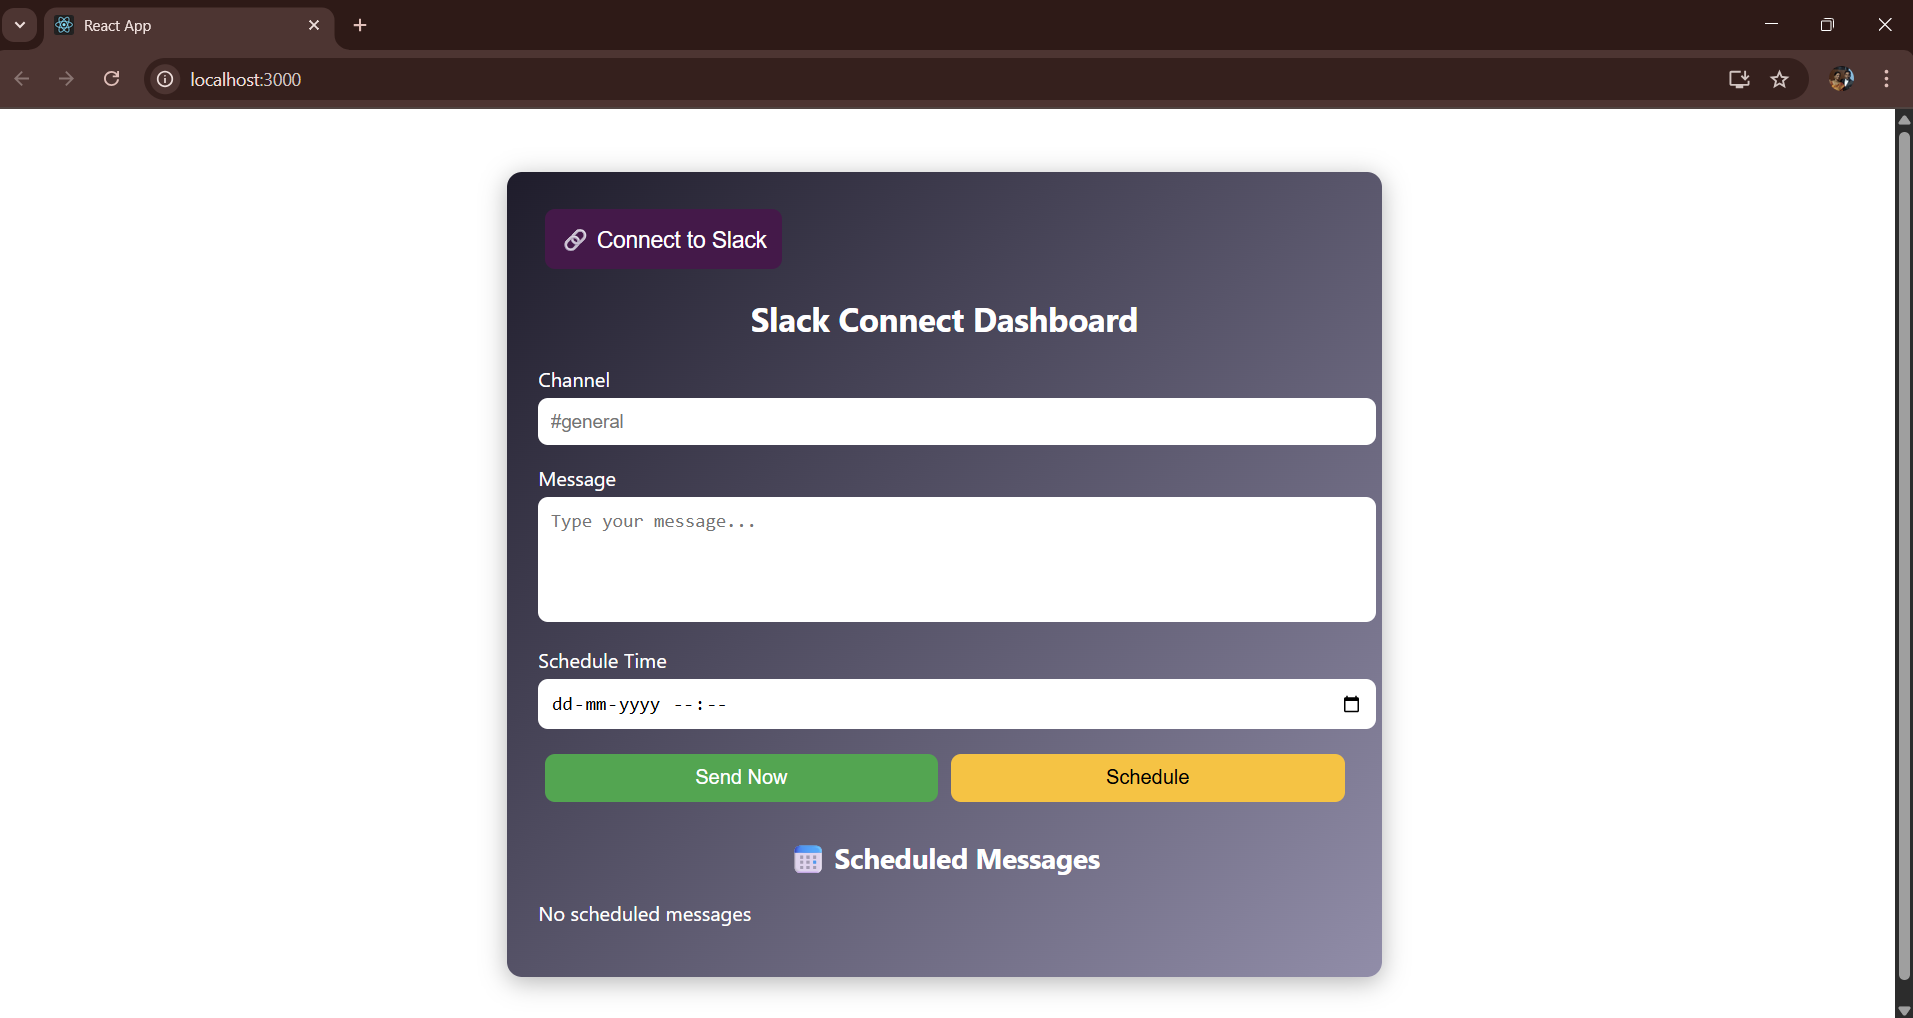 React App
localhost:3000
Connect to Slack
Slack Connect Dashboard
Channel
#general
Message
Type your message...
Schedule Time
dd-mm-yyyy --:--
Send Now
Schedule
Scheduled Messages
No scheduled messages